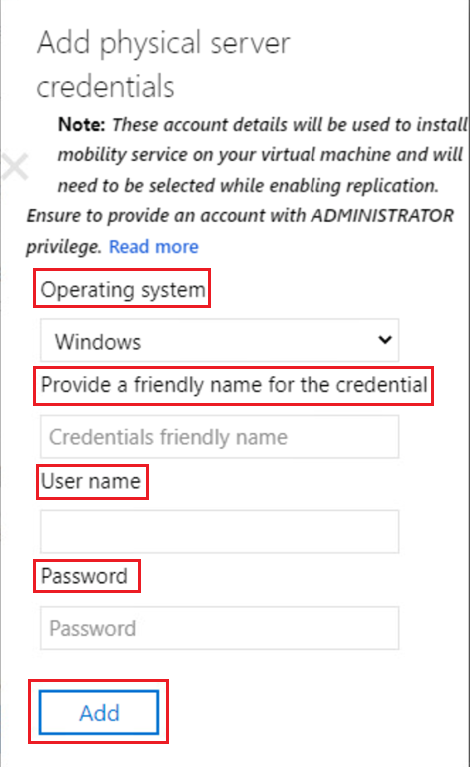 Add physical server
credentials
Note: These account details will be used to install
mobility service on your virtual machine and will
need to be selected while enabling replication.
Ensure to provide an account with ADMINISTRATOR
privilege. Read more
Operating system
Windows
Provide a friendly name for the credential
Credentials friendly name
User name
Password
Password
Add